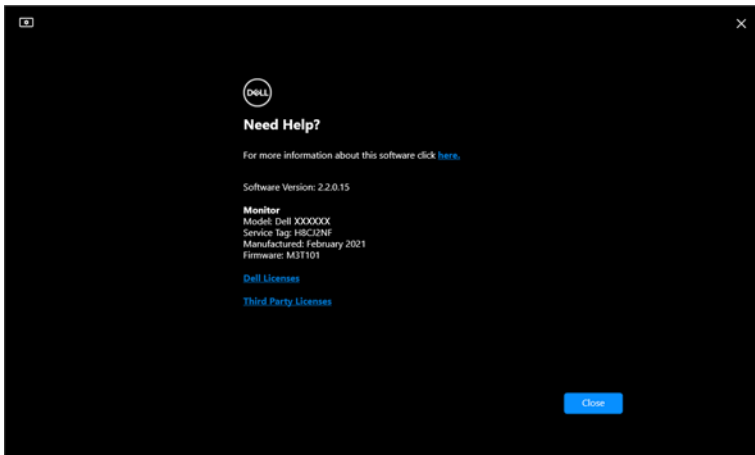 DELL
Need Help?
For more information about this software click here.
Software Version: 2.2.0.15
Monitor
Model: Dell XXXXXX
Service Tag: H8CJ2NF
Manufactured: February 2021
Firmware: M3T101
Dell Licenses
Third Party Licenses
Close